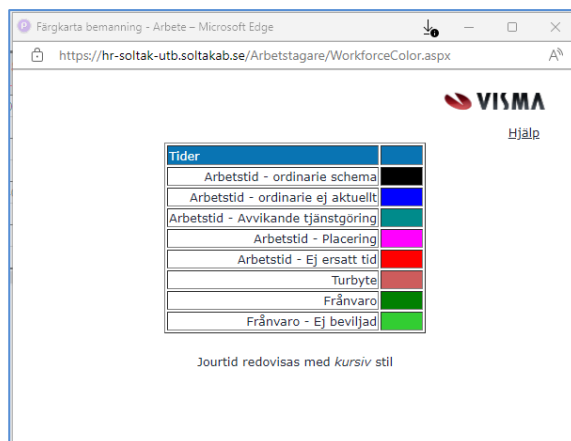 Färgkarta bemanning - Arbete – Microsoft Edge
https://hr-soltak-utb.soltakab.se/Arbetstagare/WorkforceColor.aspx
VISMA
Hjälp
Tider
Arbetstid - ordinarie schema
Arbetstid - ordinarie ej aktuellt
Arbetstid - Avvikande tjänstgöring
Arbetstid - Placering
Arbetstid - Ej ersatt tid
Turbyte
Frånvaro
Frånvaro - Ej beviljad
Jourtid redovisas med kursiv stil